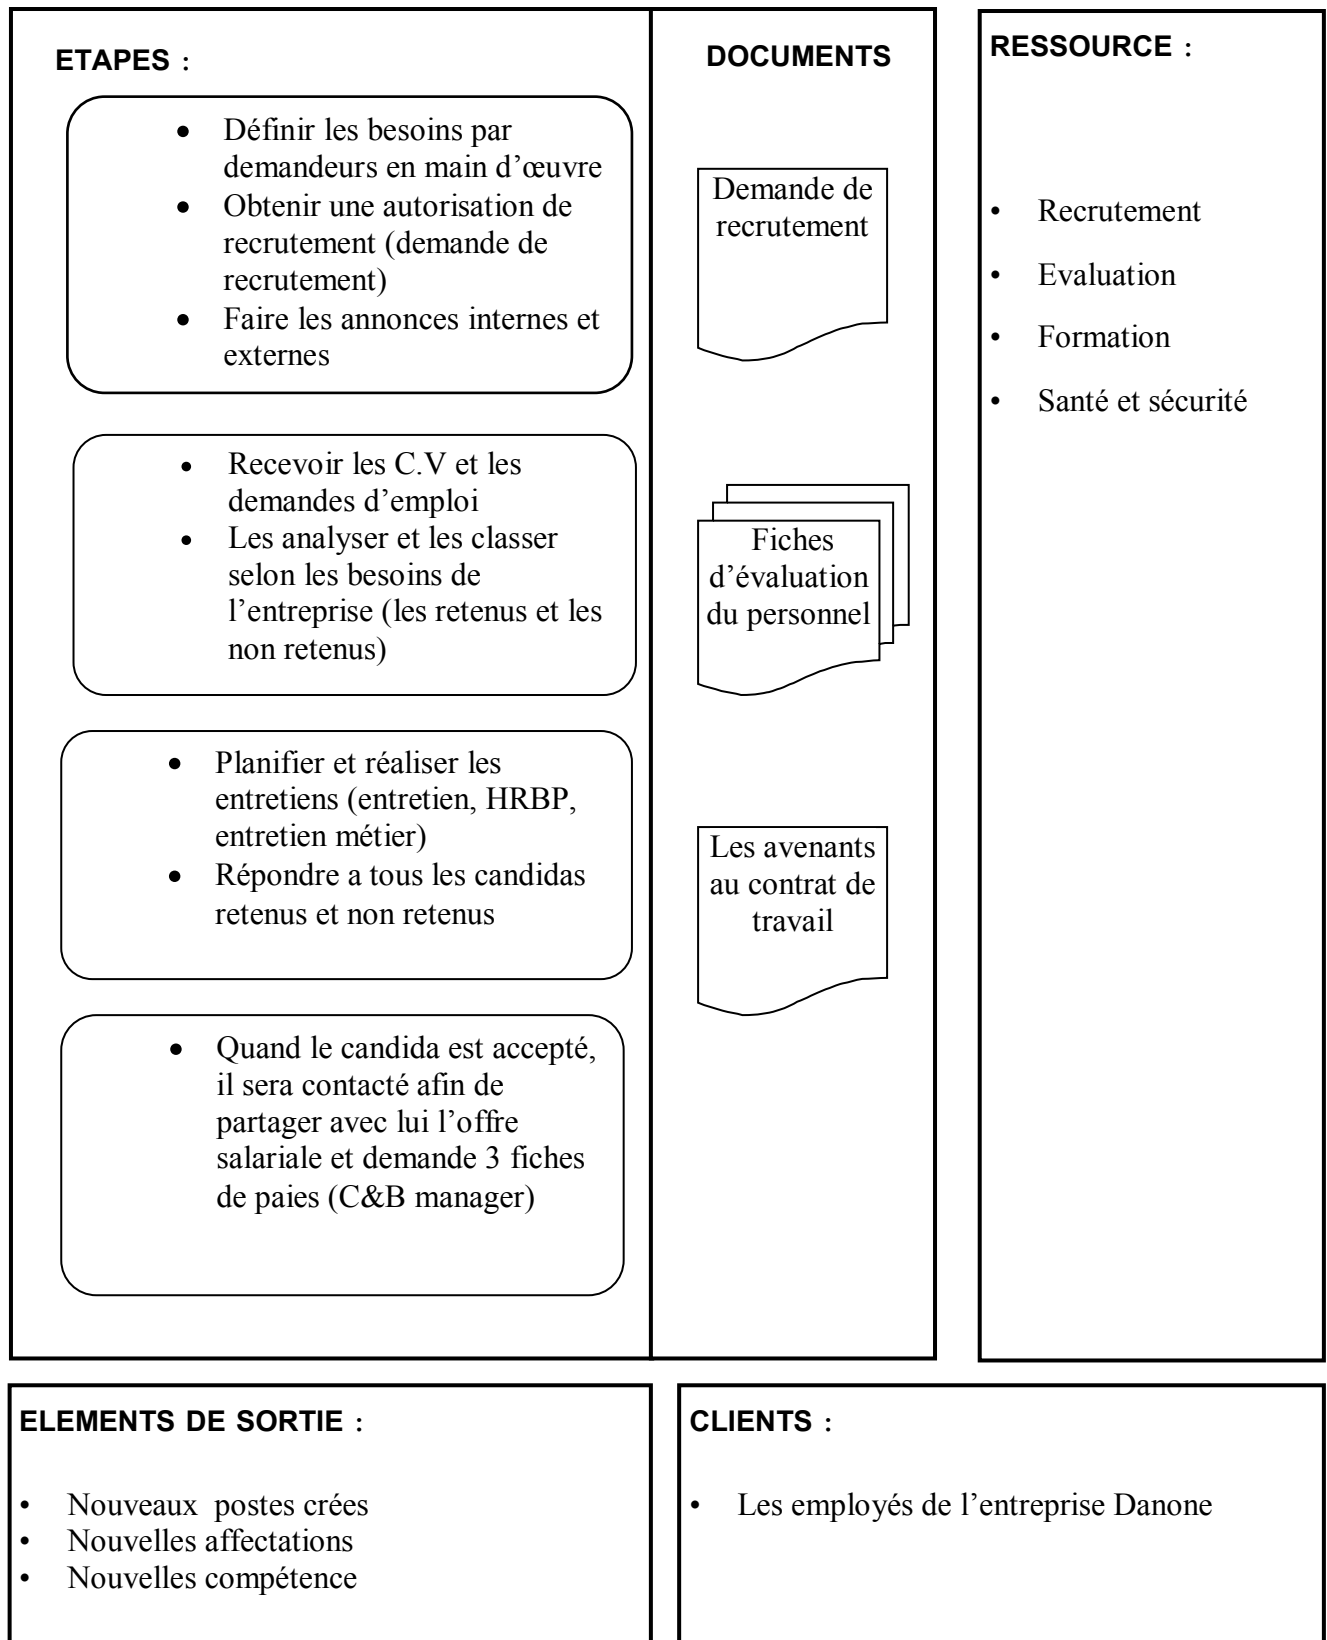 ETAPES :
• Définir les besoins par
demandeurs en main d’œuvre
• Obtenir une autorisation de
recrutement (demande de
recrutement)
• Faire les annonces internes et
externes
• Recevoir les C.V et les
demandes d’emploi
• Les analyser et les classer
selon les besoins de
l’entreprise (les retenus et les
non retenus)
• Planifier et réaliser les
entretiens (entretien, HRBP,
entretien métier)
• Répondre a tous les candidas
retenus et non retenus
• Quand le candida est accepté,
il sera contacté afin de
partager avec lui l’offre
salariale et demande 3 fiches
de paies (C&B manager)
DOCUMENTS
Demande de
recrutement
Fiches
d’évaluation
du personnel
Les avenants
au contrat de
travail
RESSOURCE :
• Recrutement
• Evaluation
• Formation
• Santé et sécurité
ELEMENTS DE SORTIE :
• Nouveaux postes crées
• Nouvelles affectations
• Nouvelles compétence
CLIENTS :
• Les employés de l’entreprise Danone